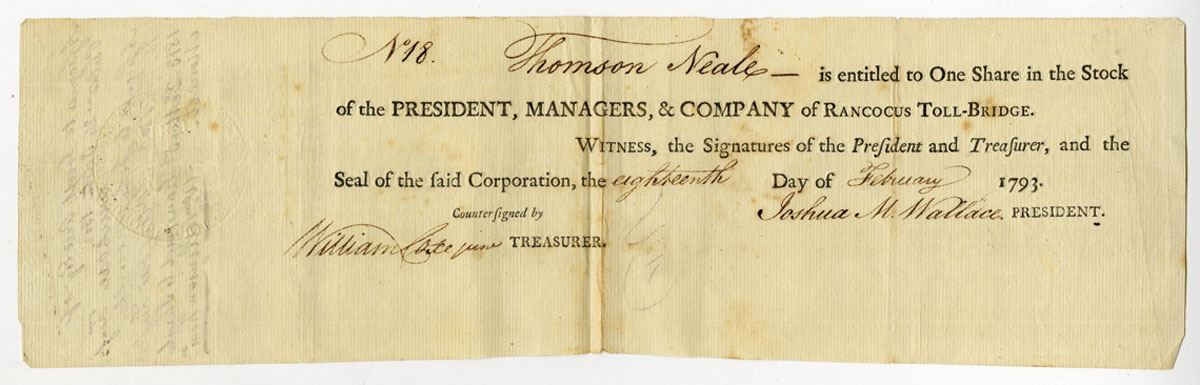 No 18. Thomson Neale — is entitled to One Share in the Stock
of the PRESIDENT, MANAGERS, & COMPANY of RANCOCUS TOLL-BRIDGE.
WITNESS, the Signatures of the Preſident and Treaſurer, and the
Seal of the ſaid Corporation, the eighteenth Day of February 1793.
Counterſigned by Joshua M. Wallace. PRESIDENT.
William Coxe junr TREASURER.